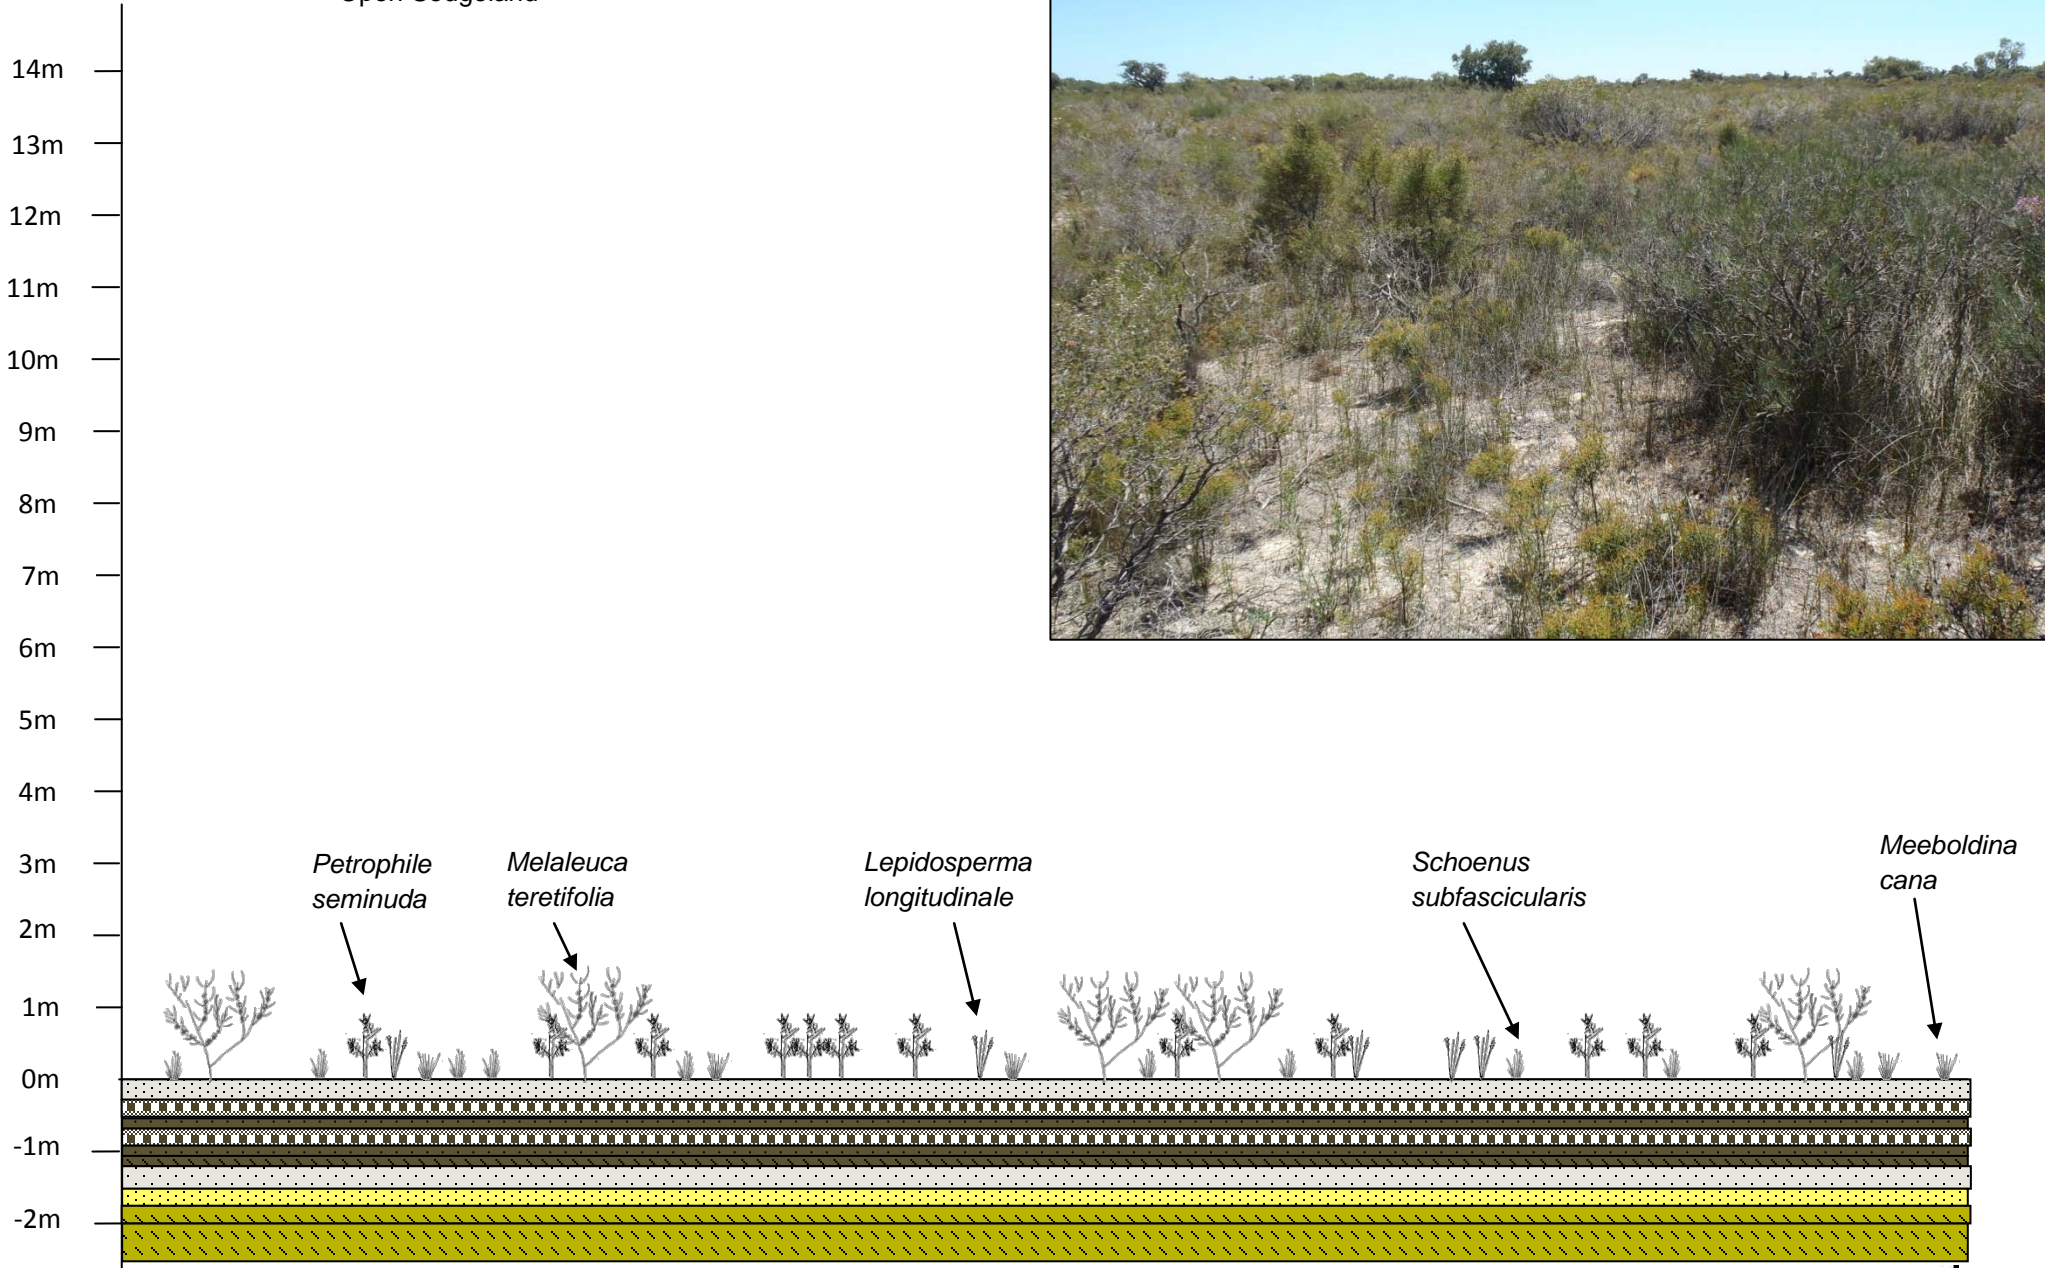 14m
13m
12m
11m
10m
9m
8m
7m
6m
5m
4m
3m
2m
1m
0m
-1m
-2m
Petrophile
seminuda
Melaleuca
teretifolia
Lepidosperma
longitudinale
Schoenus
subfascicularis
Meeboldina
cana